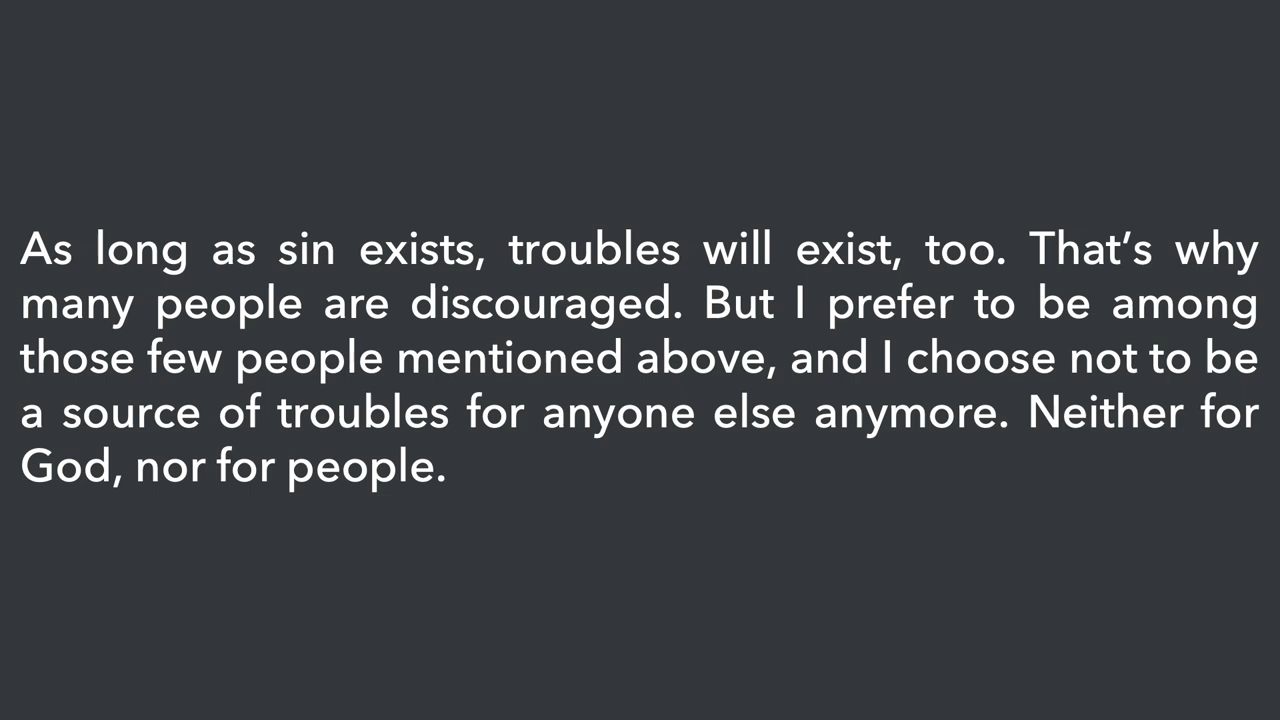 As long as sin exists, troubles will exist, too. That’s why
many people are discouraged. But I prefer to be among
those few people mentioned above, and I choose not to be
a source of troubles for anyone else anymore. Neither for
God, nor for people.